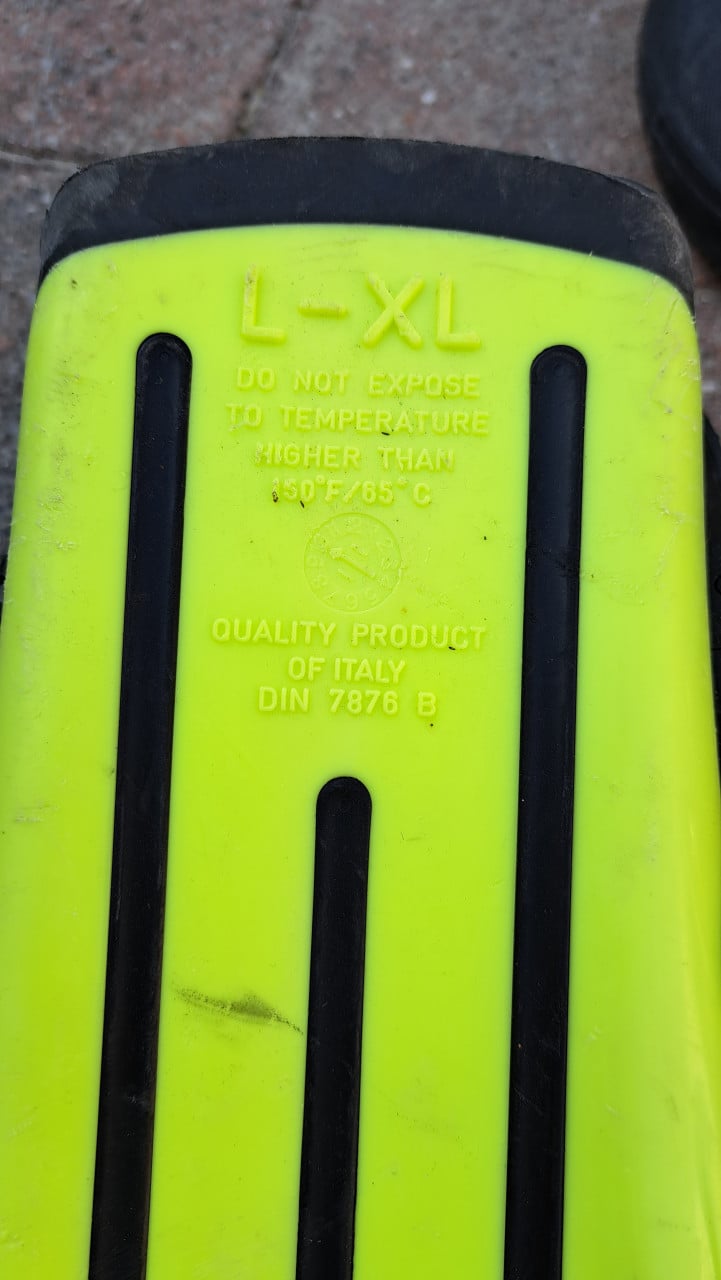 L-XL
DO NOT EXPOSE
TO TEMPERATURE
HIGHER THAN
150°F/65°C
QUALITY PRODUCT
OF ITALY
DIN 7876 B